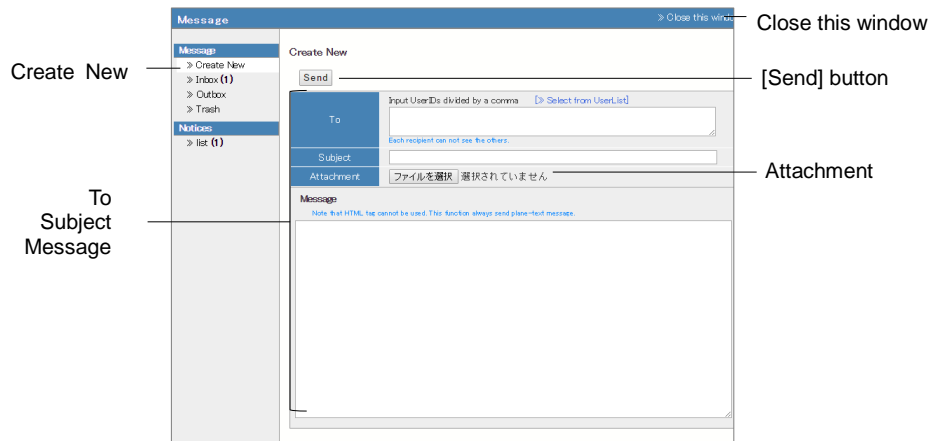 Message
≫ Close this windo
Close this window
Message
≫ Create New
≫ Inbox (1)
≫ Outbox
≫ Trash
Notices
≫ list (1)
Create New
Create New
Send
[Send] button
To
Input UserIDs divided by a comma [≫ Select from UserList]
Each recipient can not see the others.
Subject
Attachment
ファイルを選択 選択されていません
Attachment
Message
Note that HTML tag cannot be used. This function always send plane-text message.
To
Subject
Message